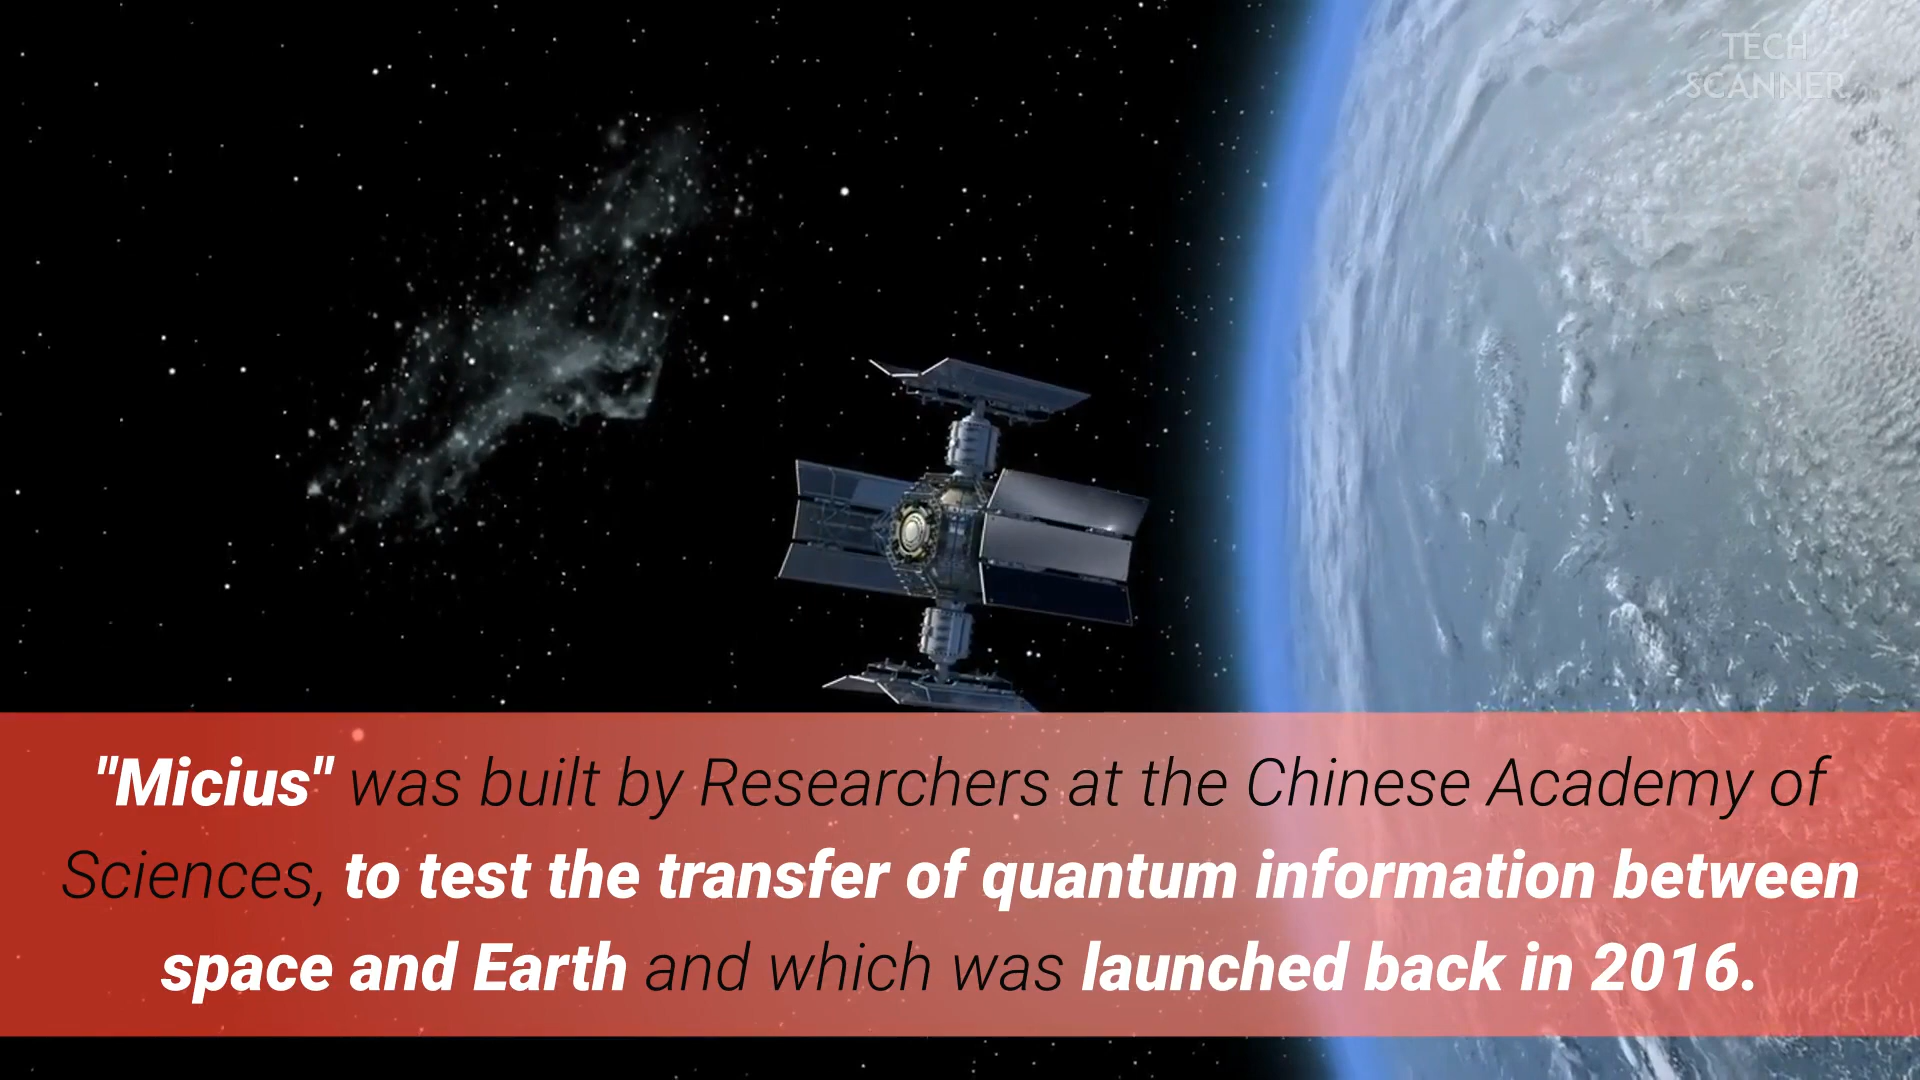 TECH
SCANNER
"Micius" was built by Researchers at the Chinese Academy of
Sciences, to test the transfer of quantum information between
space and Earth and which was launched back in 2016.